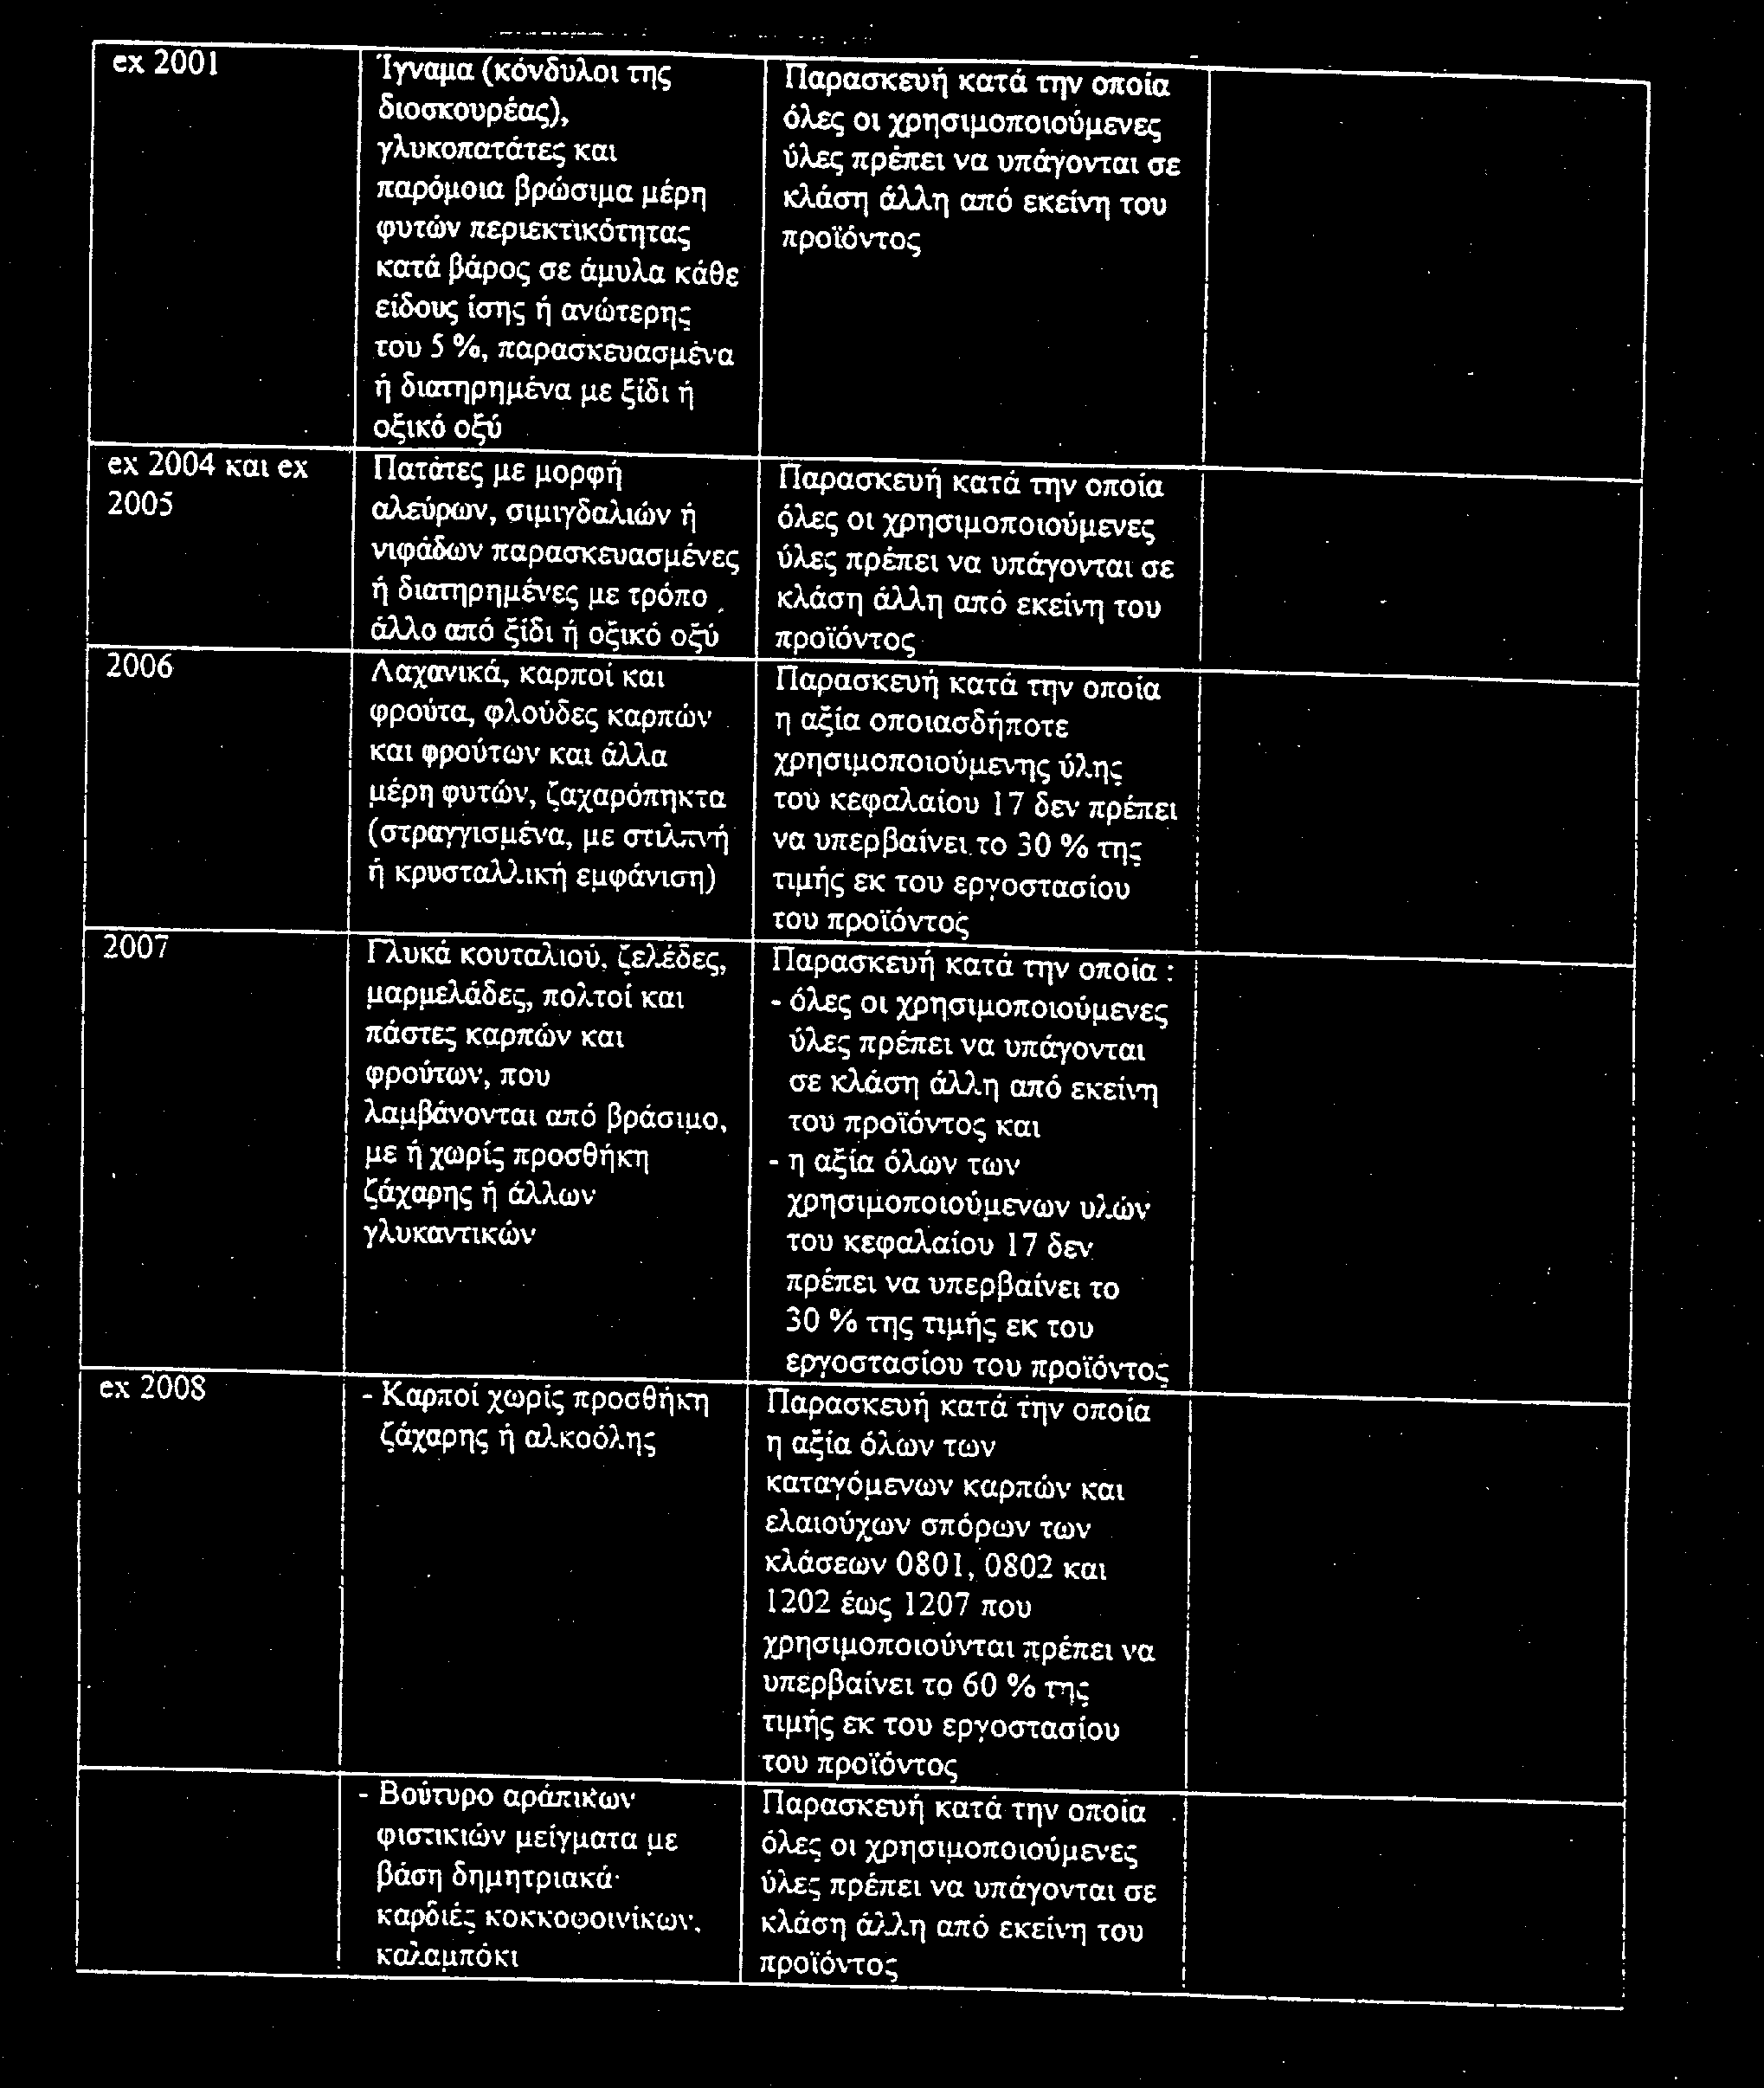 ex 2001
Ίγναμα (κόνδυλοι της
διοσκουρέας),
γλυκοπατάτες και
παρόμοια βρώσιμα μέρη
φυτών περιεκτικότητας
κατά βάρος σε άμυλα κάθε
είδους ίσης ή ανώτερης
του 5 %, παρασκευασμένα
ή διατηρημένα με ξίδι ή
οξικό οξύ
Παρασκευή κατά την οποία
όλες οι χρησιμοποιούμενες
ύλες πρέπει να υπάγονται σε
κλάση άλλη από εκείνη του
προϊόντος
ex 2004 και ex
2005
Πατάτες με μορφή
αλεύρων, σιμιγδαλιών ή
νιφάδων παρασκευασμένες
ή διατηρημένες με τρόπο
άλλο από ξίδι ή οξικό οξύ
Παρασκευή κατά την οποία
όλες οι χρησιμοποιούμενες
ύλες πρέπει να υπάγονται σε
κλάση άλλη από εκείνη του
προϊόντος
2006
Λαχανικά, καρποί και
φρούτα, φλούδες καρπών
και φρούτων και άλλα
μέρη φυτών, ζαχαρόπηκτα
(στραγγισμένα, με στιλπνή
ή κρυσταλλική εμφάνιση)
Παρασκευή κατά την οποία
η αξία οποιασδήποτε
χρησιμοποιούμενης ύλης
του κεφαλαίου 17 δεν πρέπει
να υπερβαίνει το 30 % της
τιμής εκ του εργοστασίου
του προϊόντος
2007
Γλυκά κουταλιού, ζελέδες,
μαρμελάδες, πολτοί και
πάστες καρπών και
φρούτων, που
λαμβάνονται από βράσιμο,
με ή χωρίς προσθήκη
ζάχαρης ή άλλων
γλυκαντικών
Παρασκευή κατά την οποία :
- όλες οι χρησιμοποιούμενες
ύλες πρέπει να υπάγονται
σε κλάση άλλη από εκείνη
του προϊόντος και
- η αξία όλων των
χρησιμοποιούμενων υλών
του κεφαλαίου 17 δεν
πρέπει να υπερβαίνει το
30 % της τιμής εκ του
εργοστασίου του προϊόντος
ex 2008
- Καρποί χωρίς προσθήκη
ζάχαρης ή αλκοόλης
Παρασκευή κατά την οποία
η αξία όλων των
καταγόμενων καρπών και
ελαιούχων σπόρων των
κλάσεων 0801, 0802 και
1202 έως 1207 που
χρησιμοποιούνται πρέπει να
υπερβαίνει το 60 % της
τιμής εκ του εργοστασίου
του προϊόντος
- Βούτυρο αράπικων
φιστικιών μείγματα με
βάση δημητριακά·
καρδιές κοκκοφοινίκων,
καλαμπόκι
Παρασκευή κατά την οποία
όλες οι χρησιμοποιούμενες
ύλες πρέπει να υπάγονται σε
κλάση άλλη από εκείνη του
προϊόντος